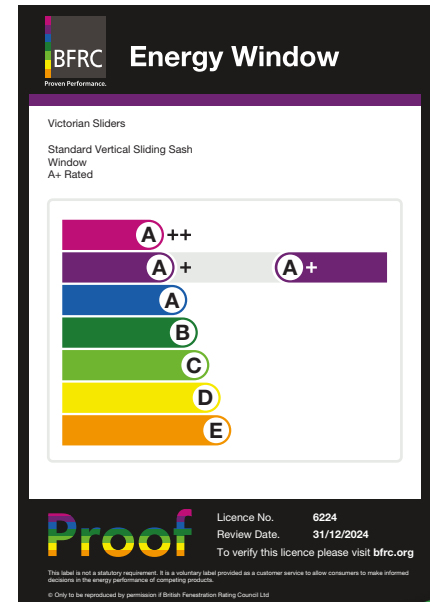 BFRC
Proven Performance.
Energy Window
Victorian Sliders
Standard Vertical Sliding Sash
Window
A+ Rated
A ++
A + A +
A
B
C
D
E
Proof
Licence No. 6224
Review Date. 31/12/2024
To verify this licence please visit bfrc.org
This label is not a statutory requirement. It is a voluntary label provided as a customer service to allow consumers to make informed
decisions in the energy performance of competing products.
© Only to be reproduced by permission if British Fenestration Rating Council Ltd